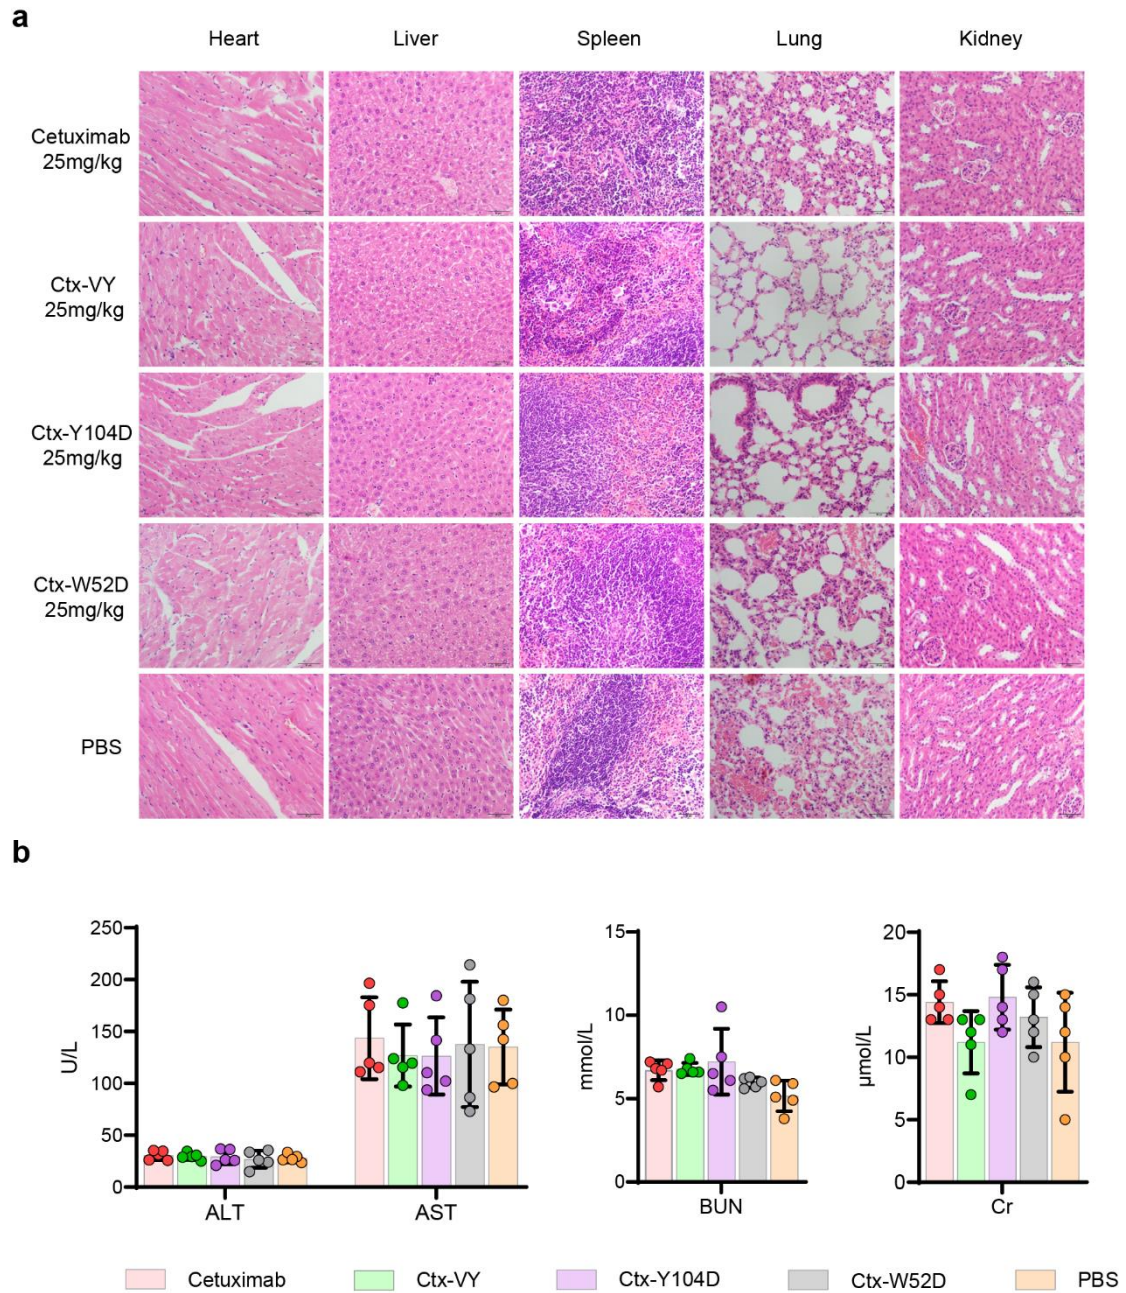 a
Heart Liver Spleen Lung Kidney
Cetuximab
25mg/kg
Ctx-VY
25mg/kg
Ctx-Y104D
25mg/kg
Ctx-W52D
25mg/kg
PBS
b
U/L
250
200
150
100
50
0
ALT AST
mmol/L
15
10
5
0
BUN
μmol/L
20
15
10
5
0
Cr
Cetuximab Ctx-VY Ctx-Y104D Ctx-W52D PBS